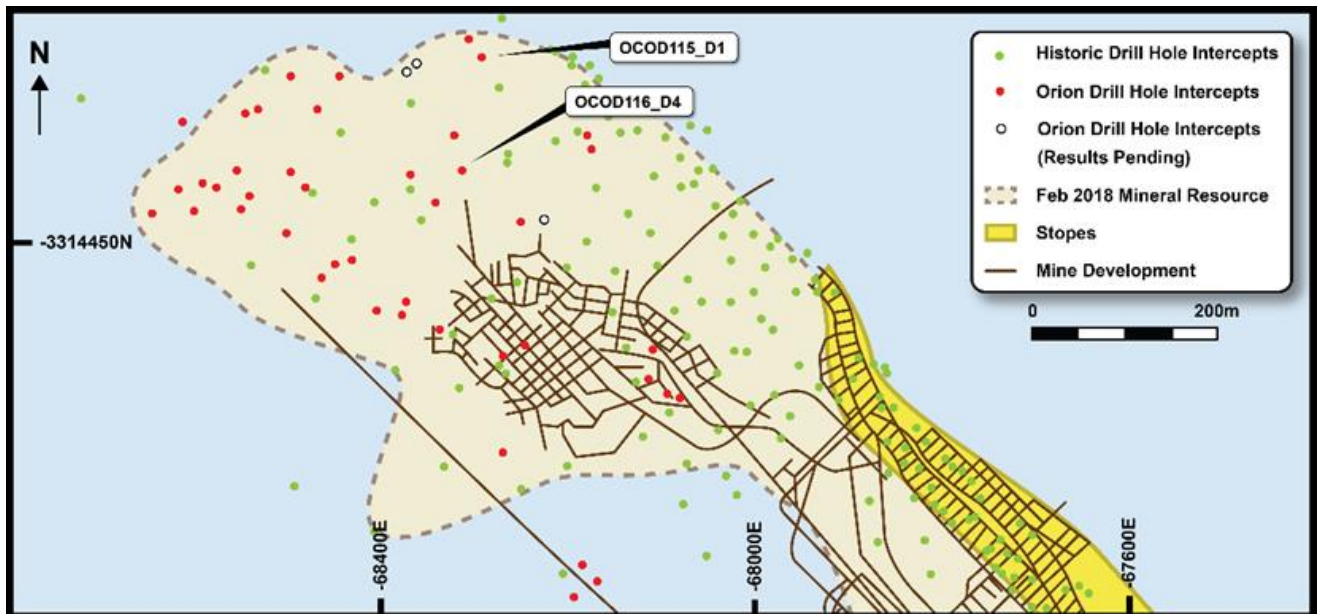 N
OCOD115_D1
OCOD116_D4
-3314450N
Historic Drill Hole Intercepts
Orion Drill Hole Intercepts
Orion Drill Hole Intercepts
(Results Pending)
Feb 2018 Mineral Resource
Stopes
Mine Development
0 200m
-68400E
-68000E
-67600E